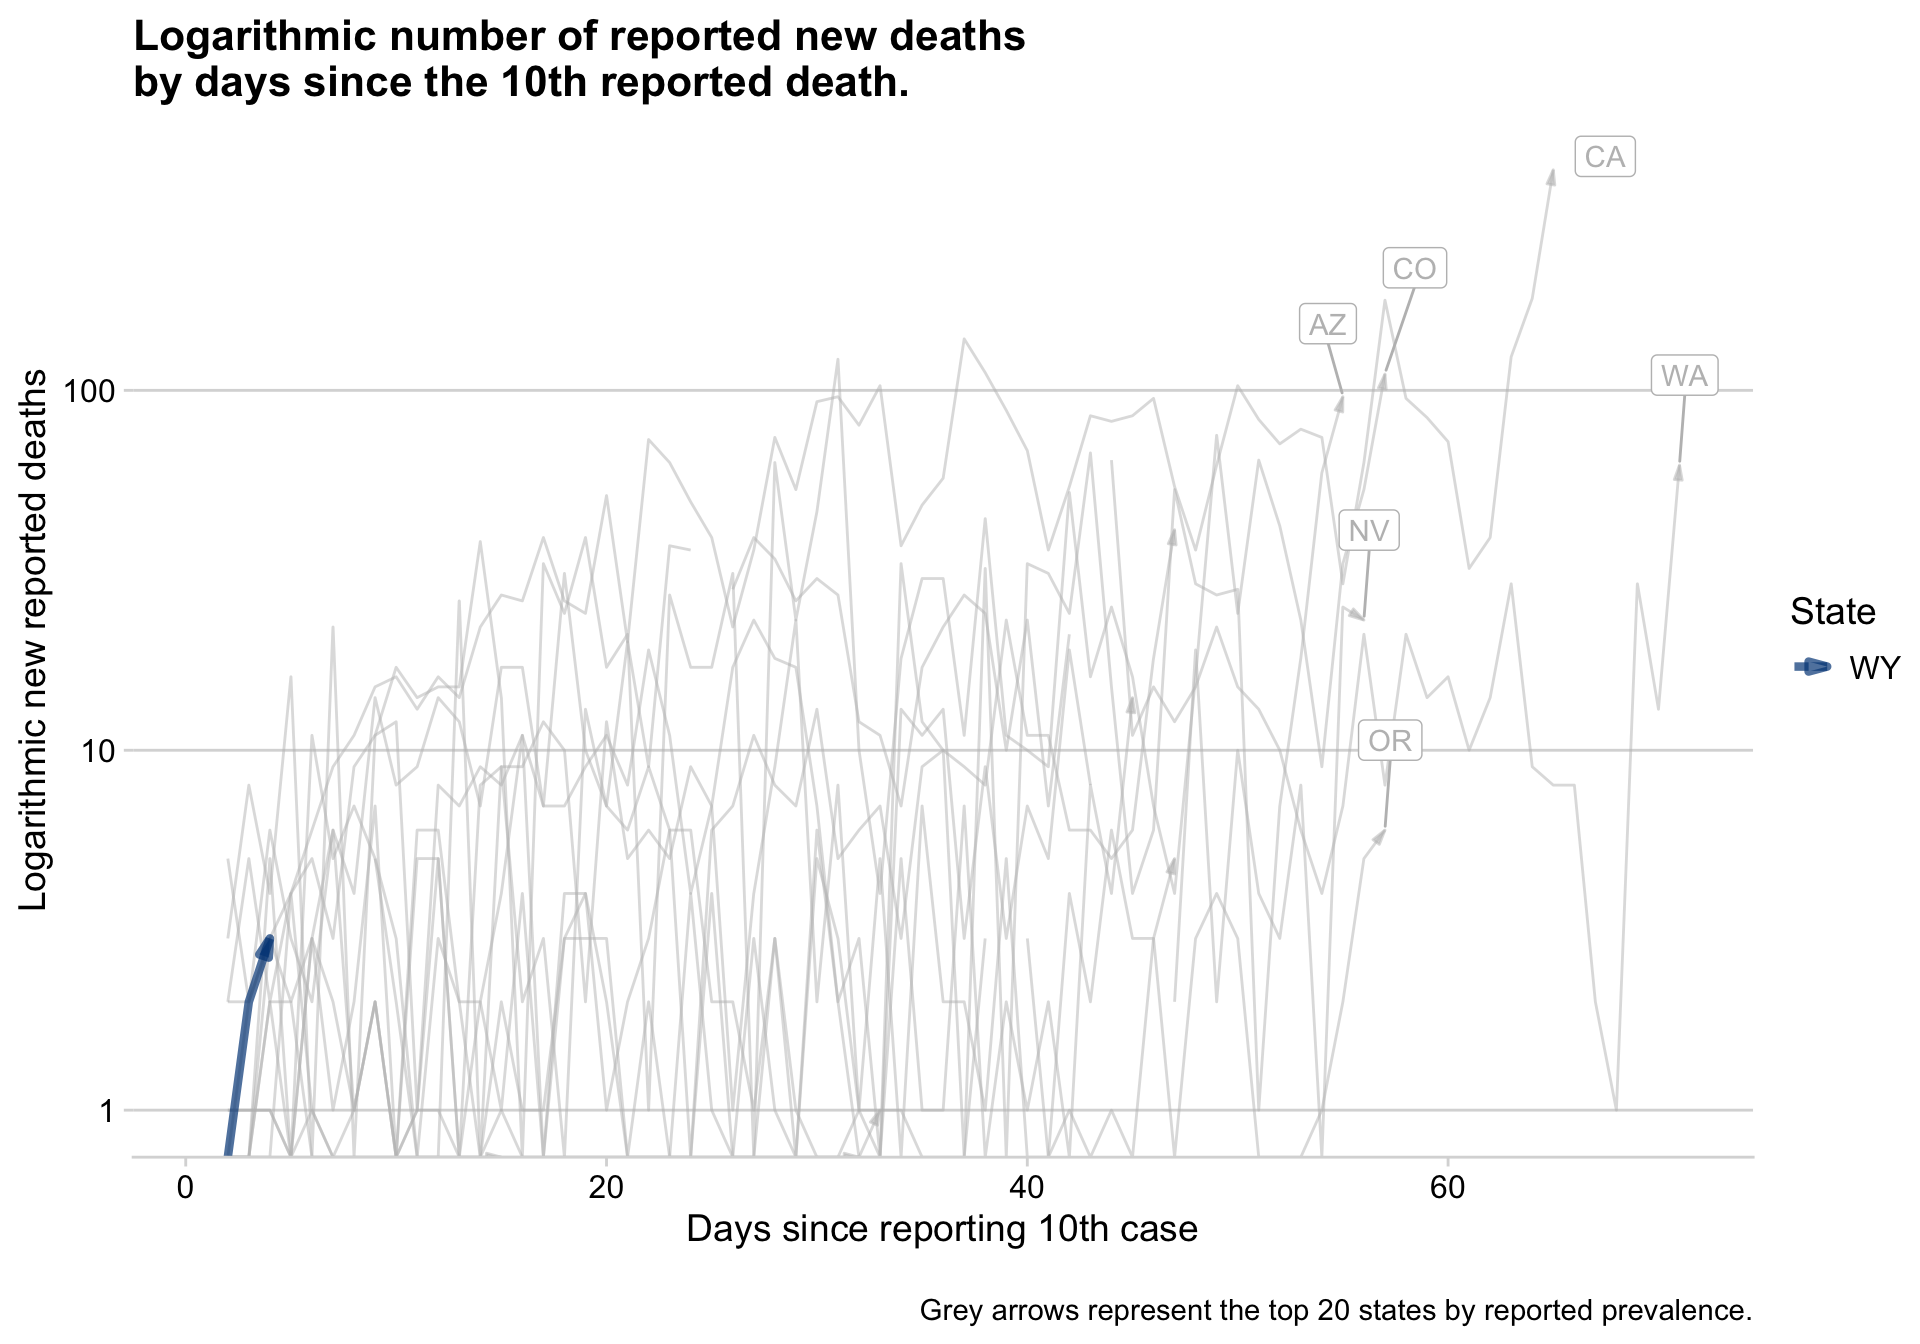 Logarithmic number of reported new deaths
by days since the 10th reported death.
CA
CO
AZ
WA
100
NV
OR
10
1
Logarithmic new reported deaths
State
WY
0 20 40 60
Days since reporting 10th case
Grey arrows represent the top 20 states by reported prevalence.